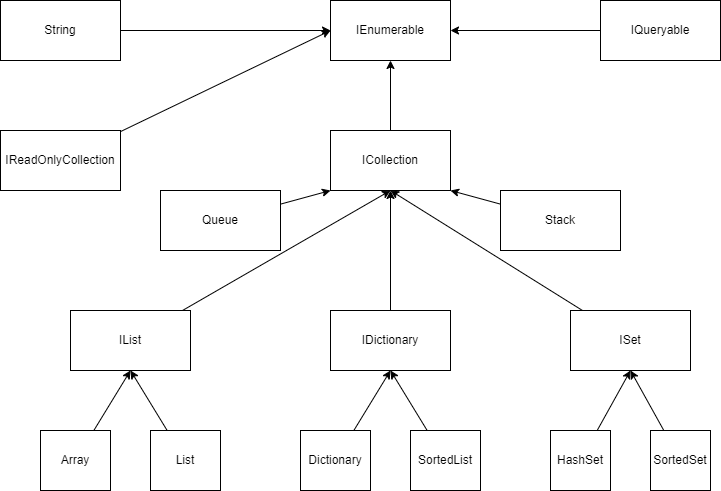 String
IEnumerable
IQueryable
IReadOnlyCollection
ICollection
Queue
Stack
IList
IDictionary
ISet
Array
List
Dictionary
SortedList
HashSet
SortedSet